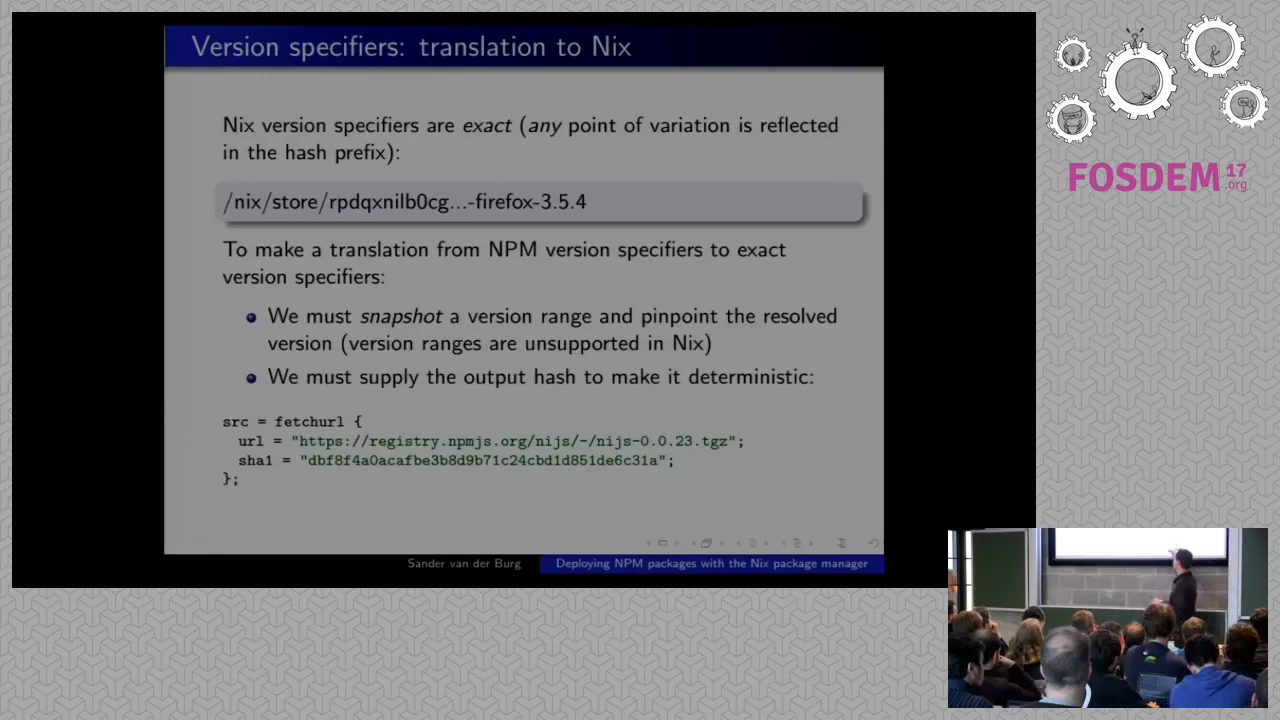 Version specifiers: translation to Nix
Nix version specifiers are exact (any point of variation is reflected
in the hash prefix):
/nix/store/rpdqxnilb0cg...-firefox-3.5.4
To make a translation from NPM version specifiers to exact
version specifiers:
We must snapshot a version range and pinpoint the resolved
version (version ranges are unsupported in Nix)
We must supply the output hash to make it deterministic:
src = fetchurl {
url = "https://registry.npmjs.org/nijs/-/nijs-0.0.23.tgz";
sha1 = "dbf8f4a0acafbe3b8d9b71c24cbd1d851de6c31a";
};
Sander van der Burg
Deploying NPM packages with the Nix package manager
FOSDEM 17
.org